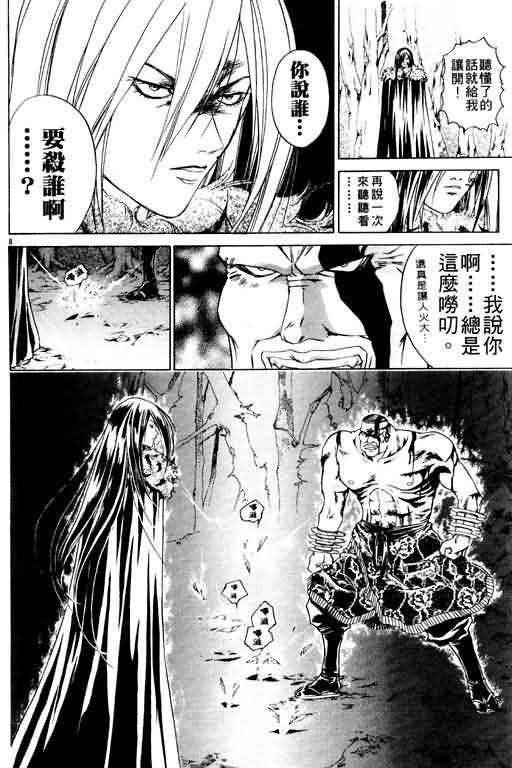 聽懂了的
話就給我
讓開！
再說一次
來聽聽看
………
你說誰…
要殺誰啊
……？
……我說你
啊……總是
這麼嘮叨。
還真是讓人火大…
8